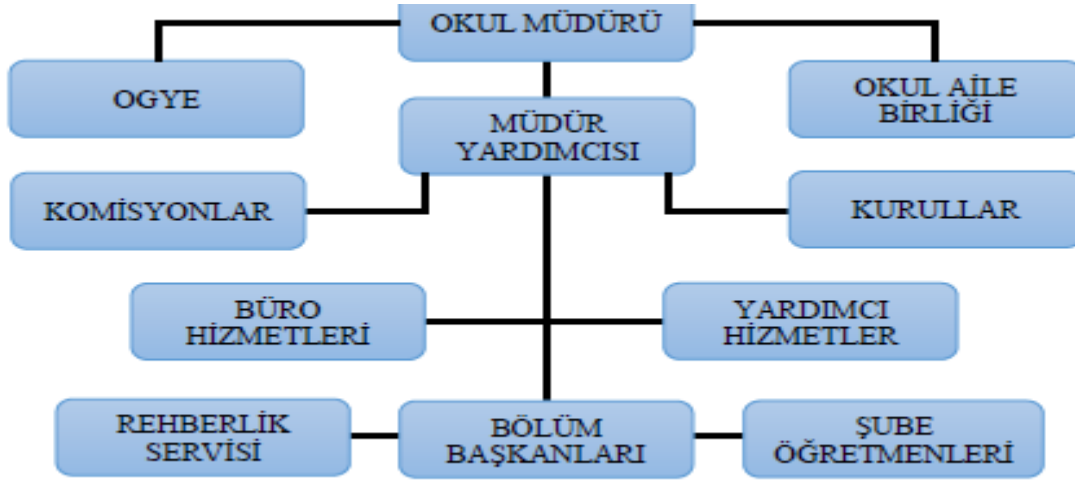 OKUL MÜDÜRÜ
OGYE
OKUL AİLE
BİRLİĞİ
MÜDÜR
YARDIMCISI
KOMİSYONLAR
KURULLAR
BÜRO
HİZMETLERİ
YARDIMCI
HİZMETLER
REHBERLİK
SERVİSİ
BÖLÜM
BAŞKANLARI
ŞUBE
ÖĞRETMENLERİ